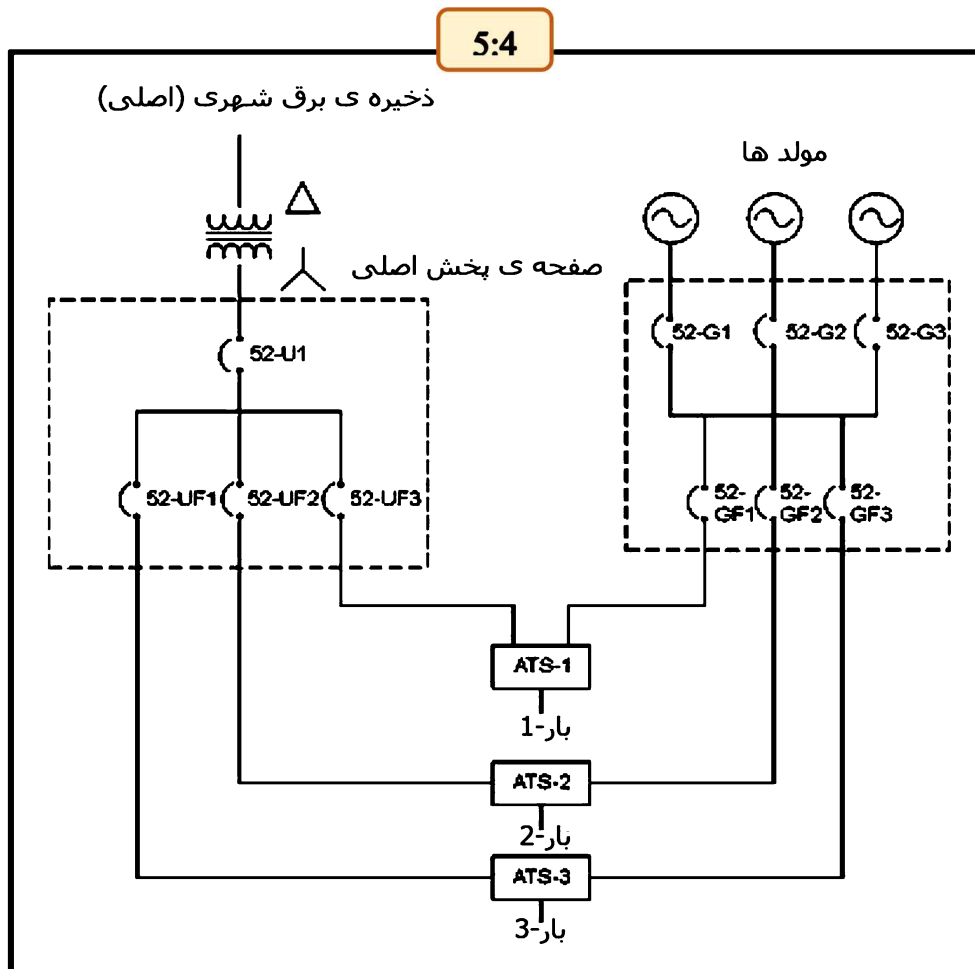 5:4
ذخیره ی برق شهری (اصلی)
مولد ها
صفحه ی پخش اصلی
52-U1
52-G1
52-G2
52-G3
52-UF1
52-UF2
52-UF3
52-
GF1
52-
GF2
52-
GF3
ATS-1
بار-1
ATS-2
بار-2
ATS-3
بار-3